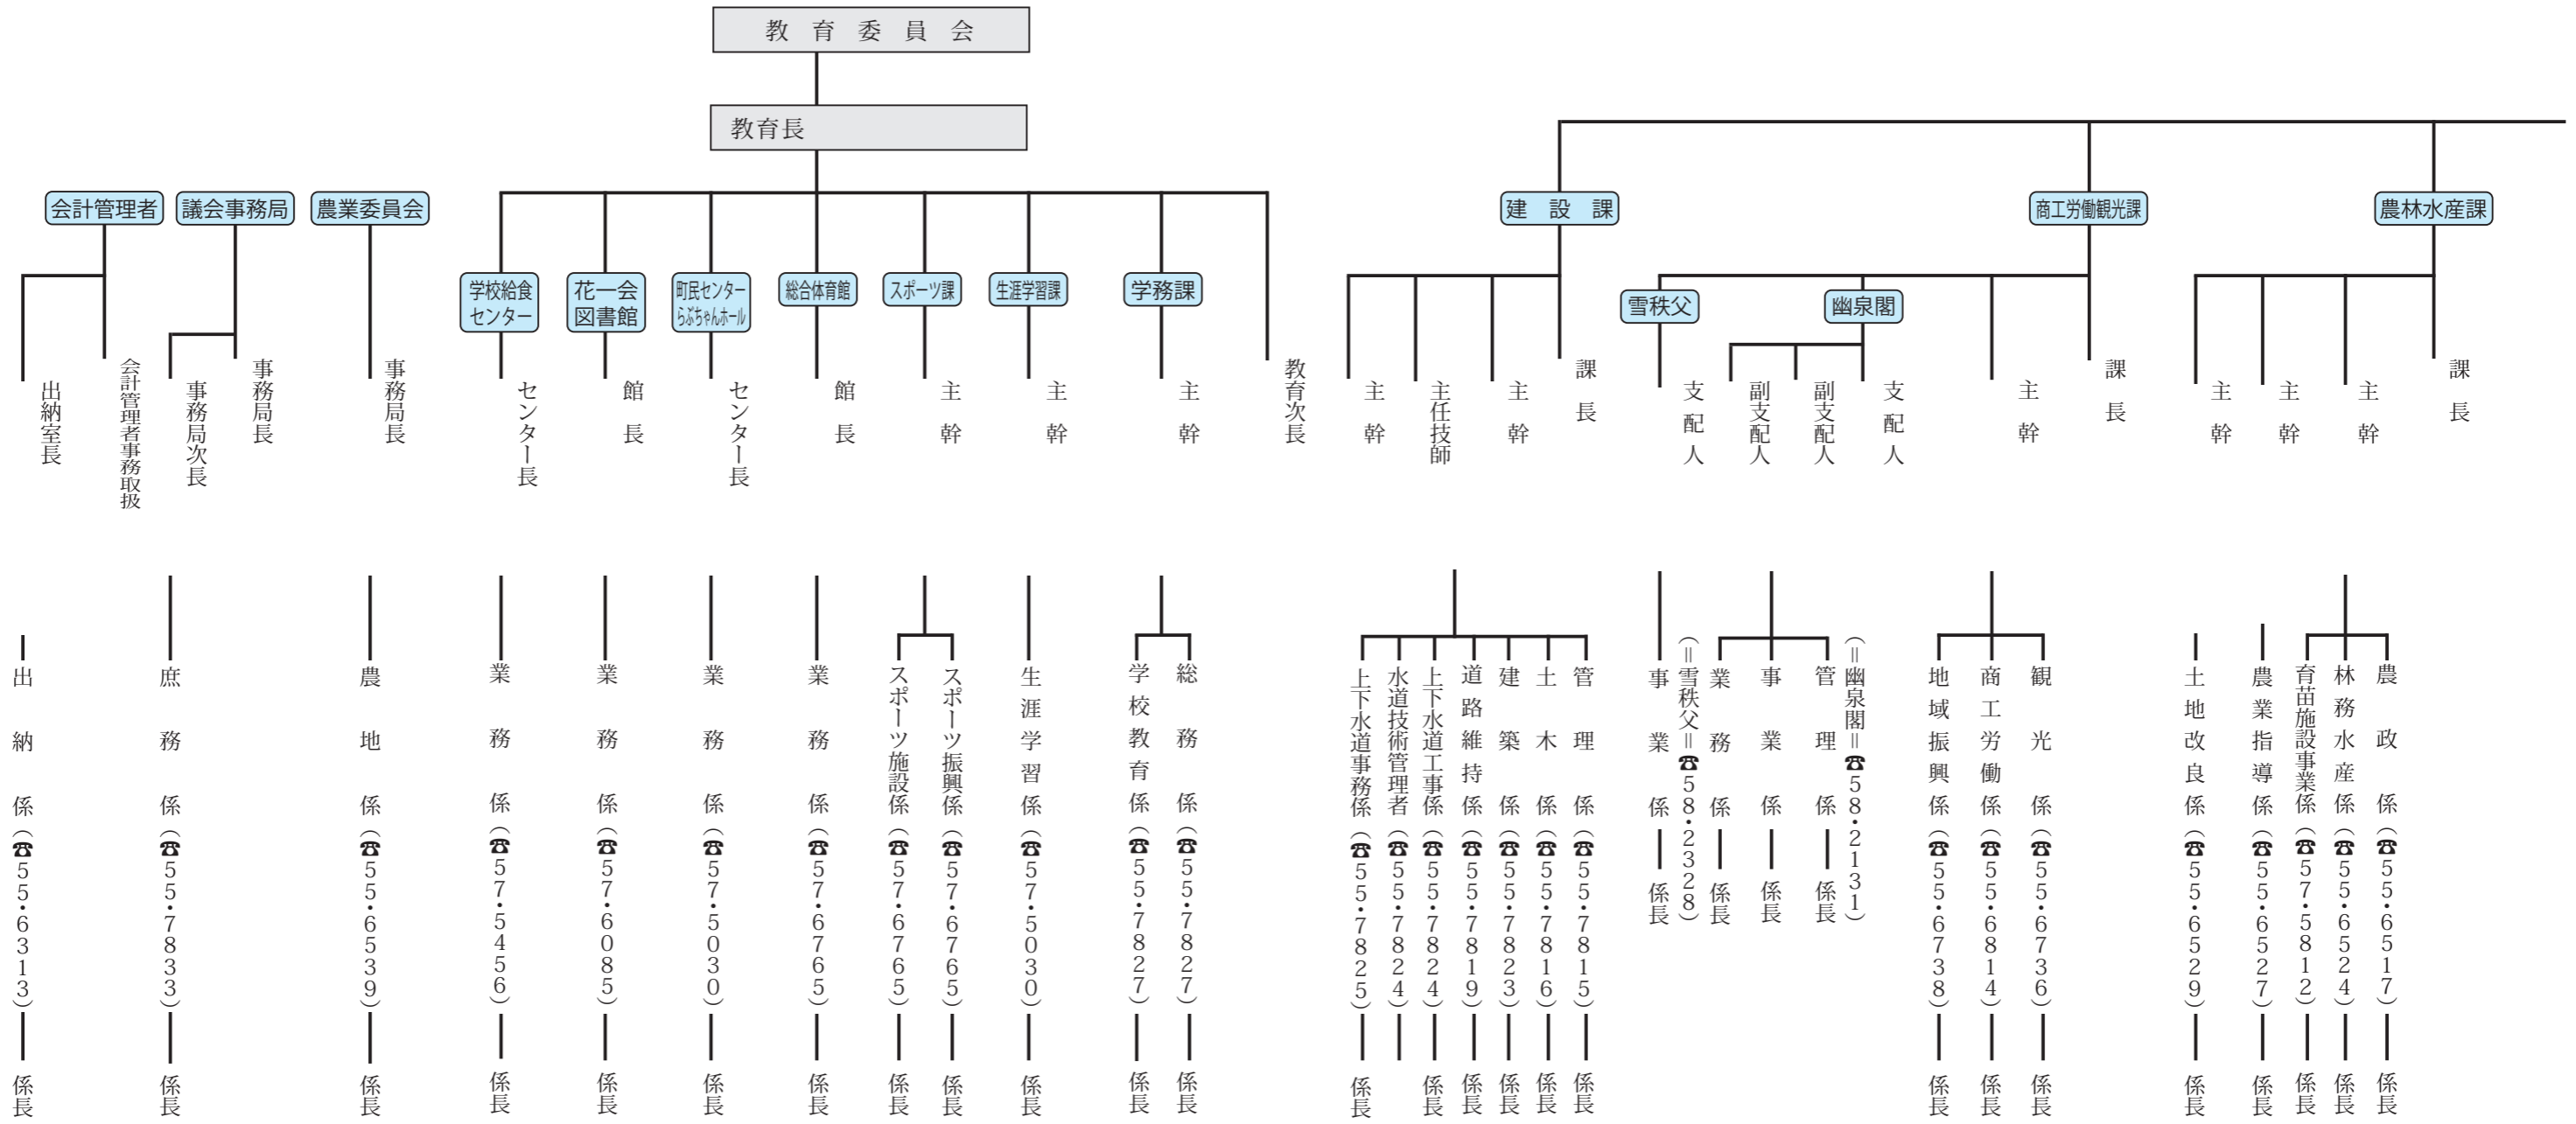 教育委員会
教育長
農林水産課
課長
主幹
主幹
主幹
農政係（☎55・6517）係長
林務水産係（☎55・6524）係長
育苗施設事業係（☎57・5812）係長
農業指導係（☎55・6527）係長
土地改良係（☎55・6529）係長
商工労働観光課
課長
主幹
観光係（☎55・6736）係長
商工労働係（☎55・6814）係長
地域振興係（☎55・6738）係長
幽泉閣
支配人
副支配人
副支配人
（＝幽泉閣＝☎58・2131）
管理係 係長
事業係 係長
業務係 係長
雪秩父
支配人
（＝雪秩父＝☎58・2328）
事業係 係長
建設課
課長
主幹
主任技師
主幹
管理係（☎55・7815）係長
土木係（☎55・7816）係長
建築係（☎55・7823）係長
道路維持係（☎55・7819）係長
上下水道工事係（☎55・7824）係長
水道技術管理者（☎55・7824）
上下水道事務係（☎55・7825）係長
教育次長
学務課
主幹
総務係（☎55・7827）係長
学校教育係（☎55・7827）係長
生涯学習課
主幹
生涯学習係（☎57・5030）係長
スポーツ課
主幹
スポーツ振興係（☎57・6765）係長
スポーツ施設係（☎57・6765）係長
総合体育館
館長
業務係（☎57・6765）係長
町民センター
らぶちゃんホール
センター長
業務係（☎57・5030）係長
花一会
図書館
館長
業務係（☎57・6085）係長
学校給食
センター
センター長
業務係（☎57・5456）係長
農業委員会
事務局長
農地係（☎55・6539）係長
議会事務局
事務局長
事務局次長
庶務係（☎55・7833）係長
会計管理者
会計管理者事務取扱
出納室長
出納係（☎55・6313）係長